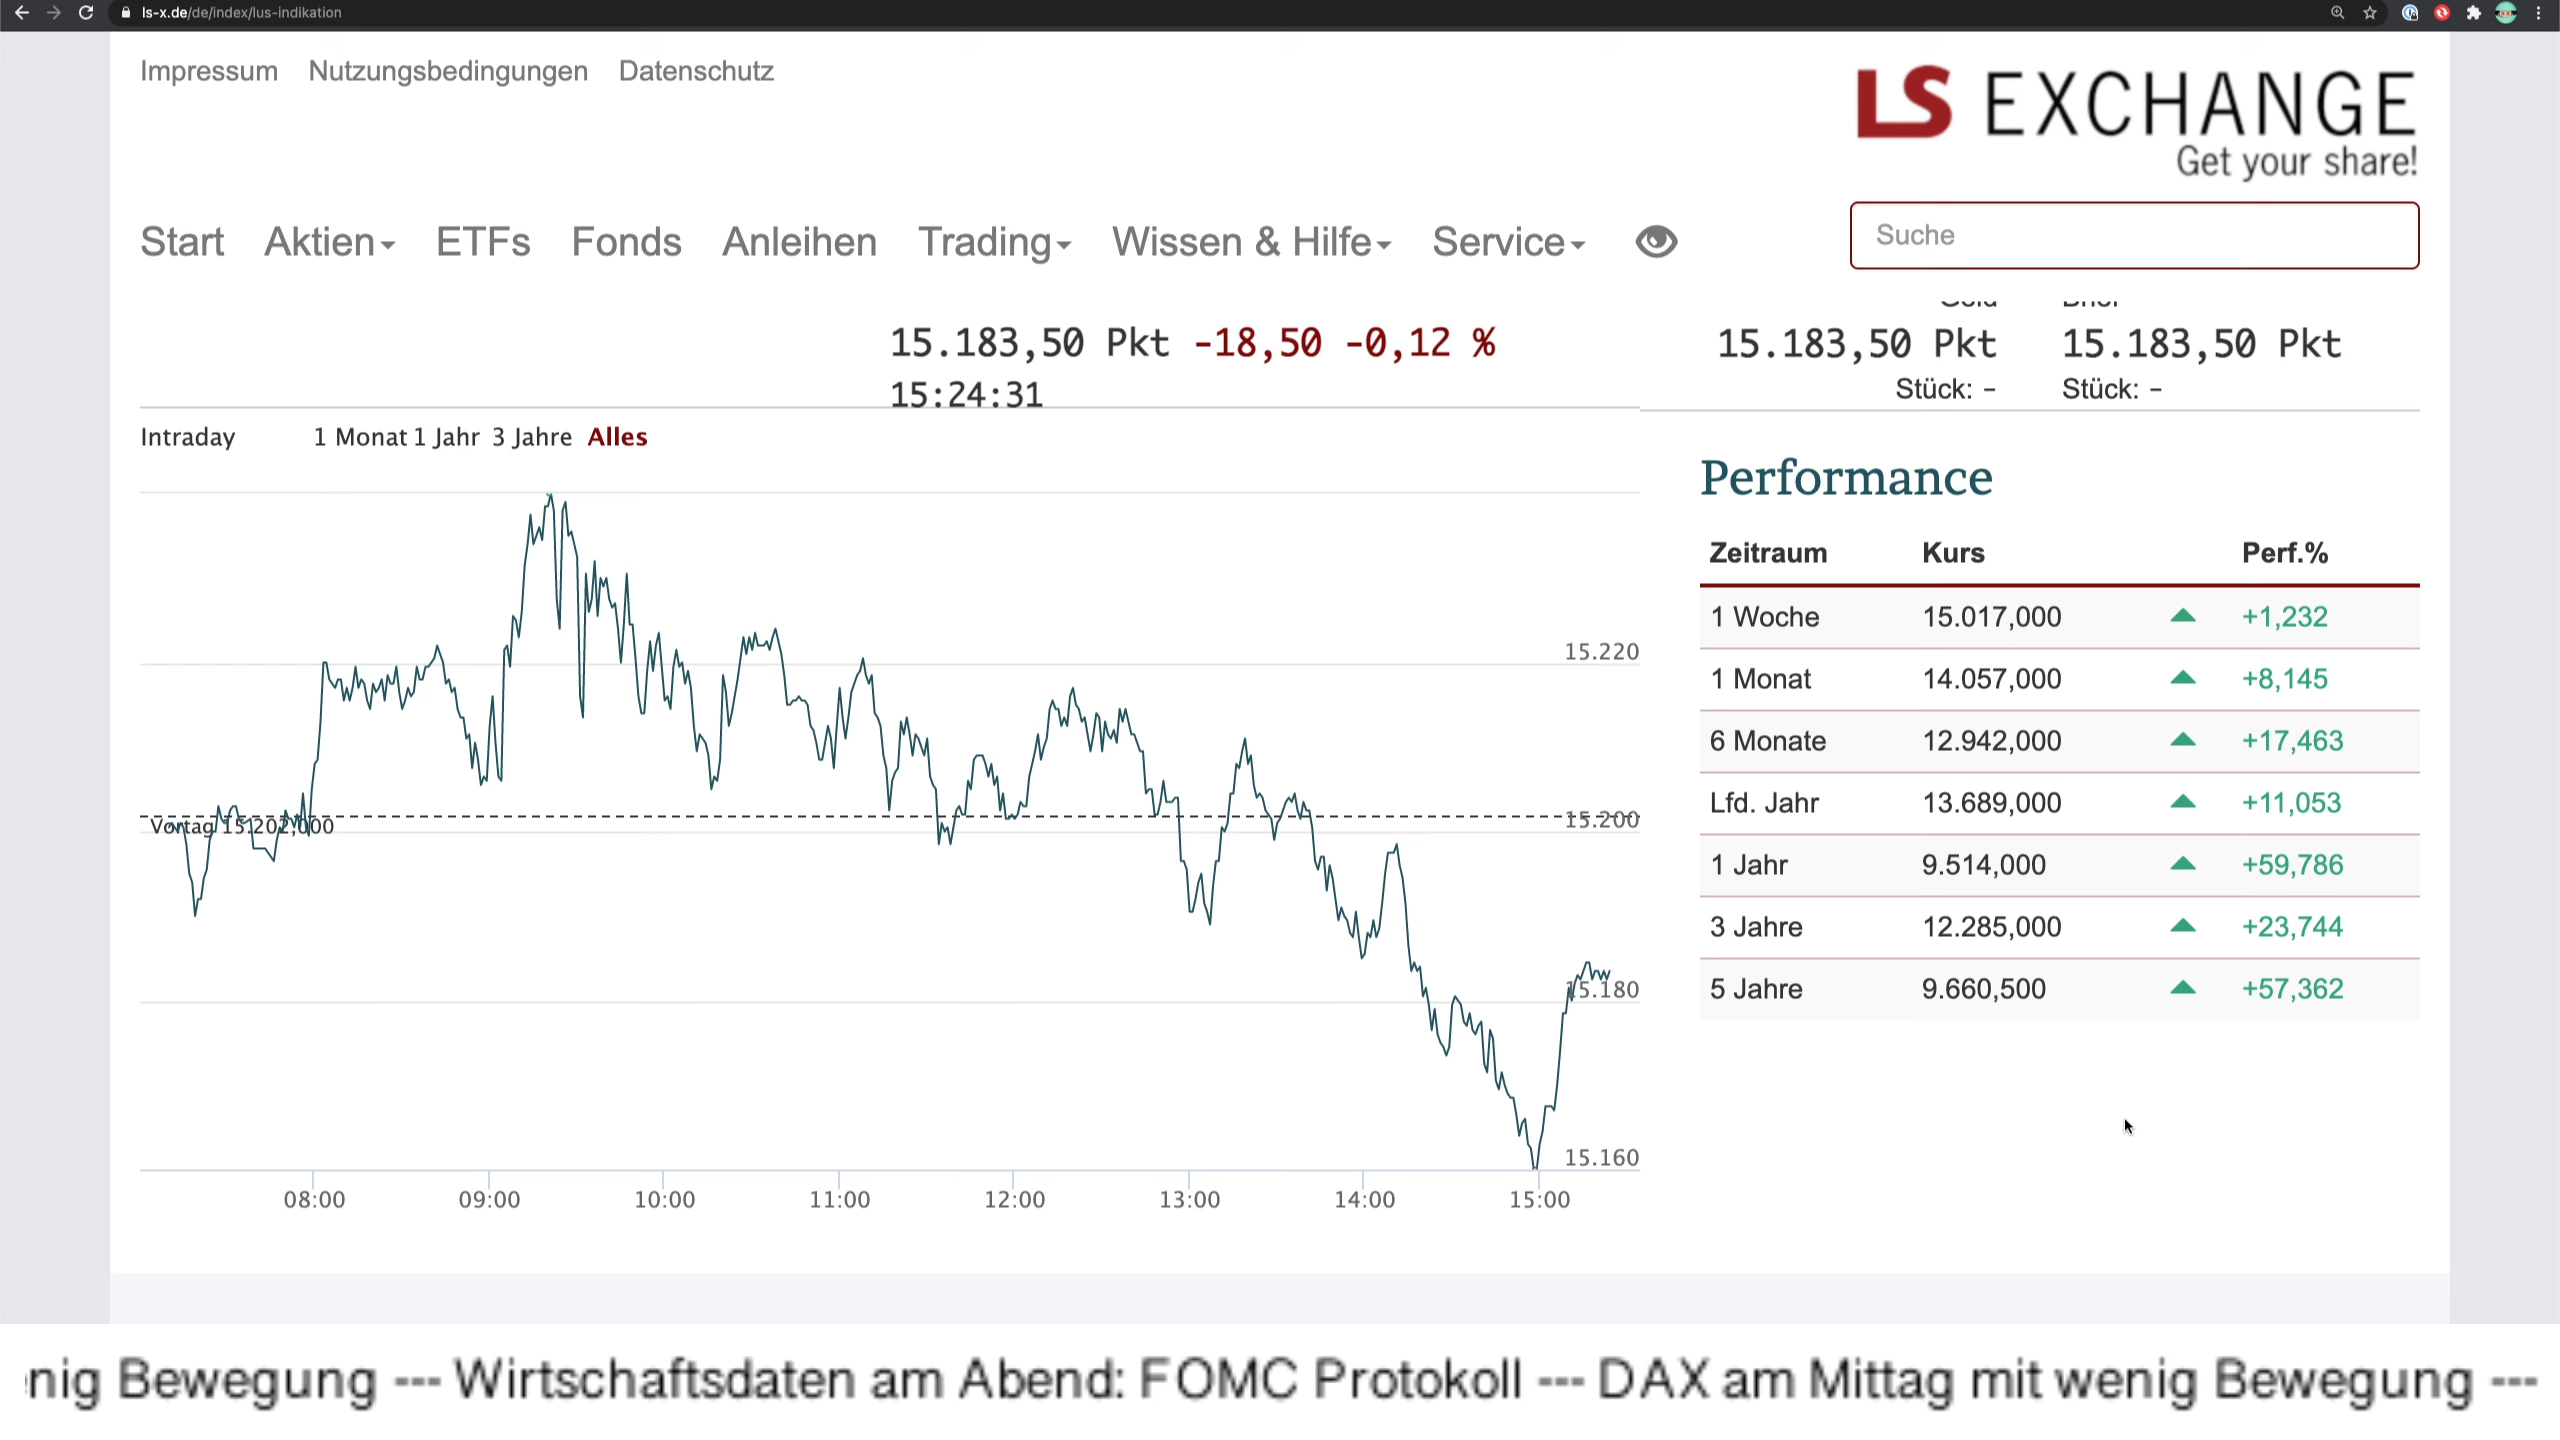 ls-x.de/de/index/lus-indikation
Impressum Nutzungsbedingungen Datenschutz
LS EXCHANGE
Get your share!
Start Aktien ETFs Fonds Anleihen Trading Wissen & Hilfe Service
Suche
Geld Brief
15.183,50 Pkt -18,50 -0,12 % 15.183,50 Pkt 15.183,50 Pkt
15:24:31 Stück: – Stück: –
Intraday 1 Monat 1 Jahr 3 Jahre Alles
15.220
Vortag 15.202,000 15.200
15.180
15.160
08:00 09:00 10:00 11:00 12:00 13:00 14:00 15:00
Performance
Zeitraum Kurs Perf.%
1 Woche 15.017,000 +1,232
1 Monat 14.057,000 +8,145
6 Monate 12.942,000 +17,463
Lfd. Jahr 13.689,000 +11,053
1 Jahr 9.514,000 +59,786
3 Jahre 12.285,000 +23,744
5 Jahre 9.660,500 +57,362
nig Bewegung --- Wirtschaftsdaten am Abend: FOMC Protokoll --- DAX am Mittag mit wenig Bewegung ---